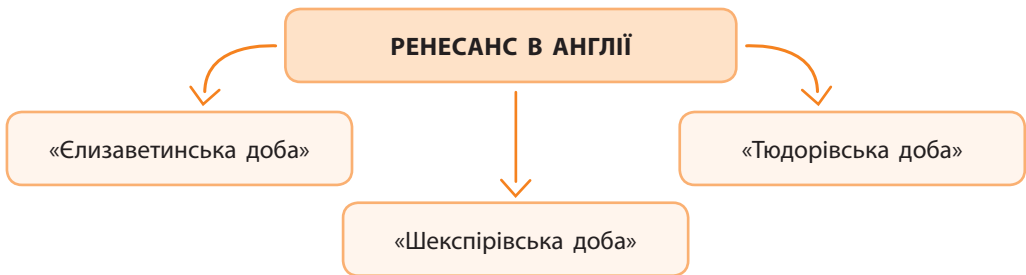 РЕНЕСАНС В АНГЛІЇ
«Єлизаветинська доба»
«Тюдорівська доба»
«Шекспірівська доба»